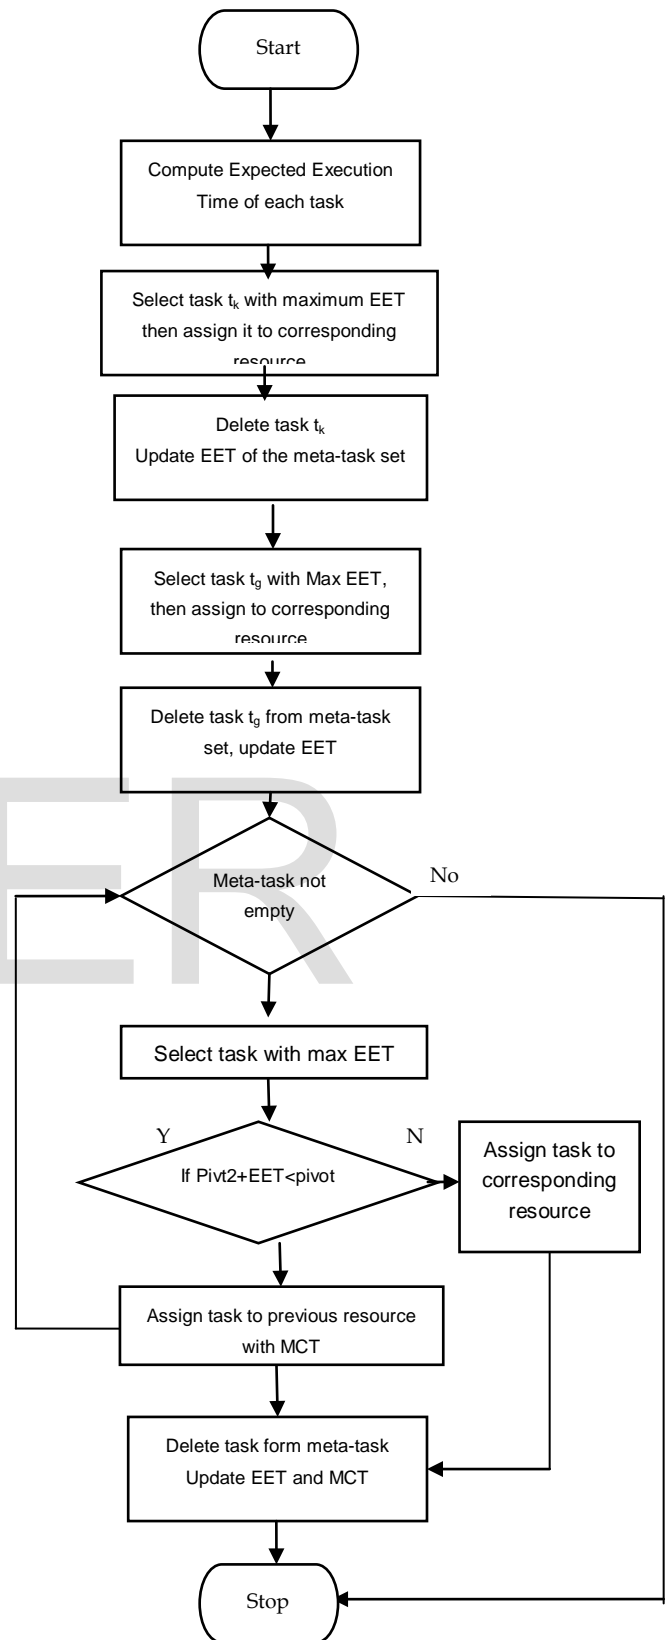 Start
Compute Expected Execution
Time of each task
Select task tk with maximum EET
then assign it to corresponding
resource
Delete task tk
Update EET of the meta-task set
Select task tg with Max EET,
then assign to corresponding
resource
Delete task tg from meta-task
set, update EET
ER
Meta-task not
empty
No
Select task with max EET
Y
N
If Pivt2+EET<pivot
Assign task to
corresponding
resource
Assign task to previous resource
with MCT
Delete task form meta-task
Update EET and MCT
Stop